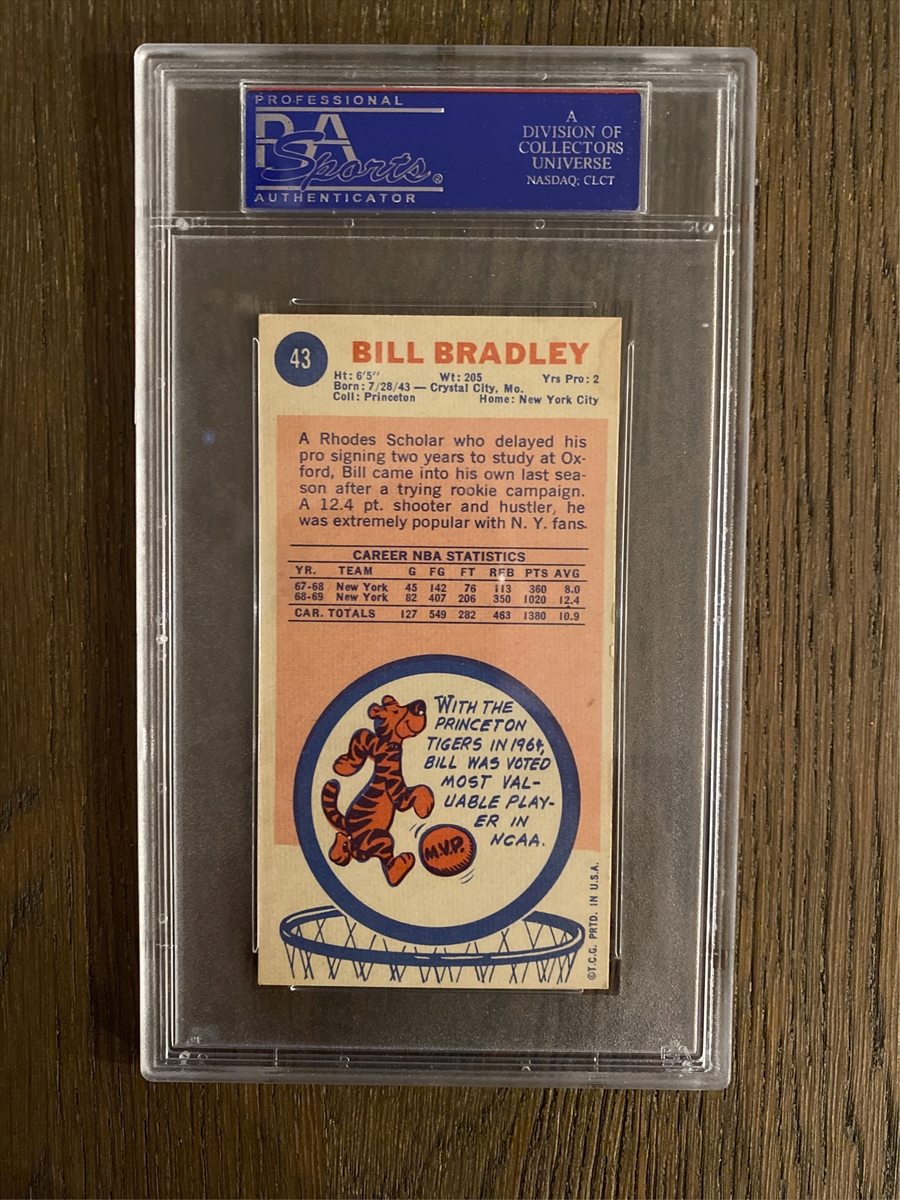 PROFESSIONAL
PSA
Sports®
AUTHENTICATOR
A
DIVISION OF
COLLECTORS
UNIVERSE
NASDAQ: CLCT
43
BILL BRADLEY
Ht: 6'5" Wt: 205 Yrs Pro: 2
Born: 7/28/43 — Crystal City, Mo.
Coll: Princeton Home: New York City
A Rhodes Scholar who delayed his
pro signing two years to study at Ox-
ford, Bill came into his own last sea-
son after a trying rookie campaign.
A 12.4 pt. shooter and hustler, he
was extremely popular with N. Y. fans.
CAREER NBA STATISTICS
YR. TEAM G FG FT REB PTS AVG
67-68 New York 45 142 76 113 360 8.0
68-69 New York 82 407 206 350 1020 12.4
CAR. TOTALS 127 549 282 463 1380 10.9
WITH THE
PRINCETON
TIGERS IN 1964,
BILL WAS VOTED
MOST VAL-
UABLE PLAY-
ER IN
NCAA.
M.V.P.
©T.C.G. PRTD. IN U.S.A.
PSA